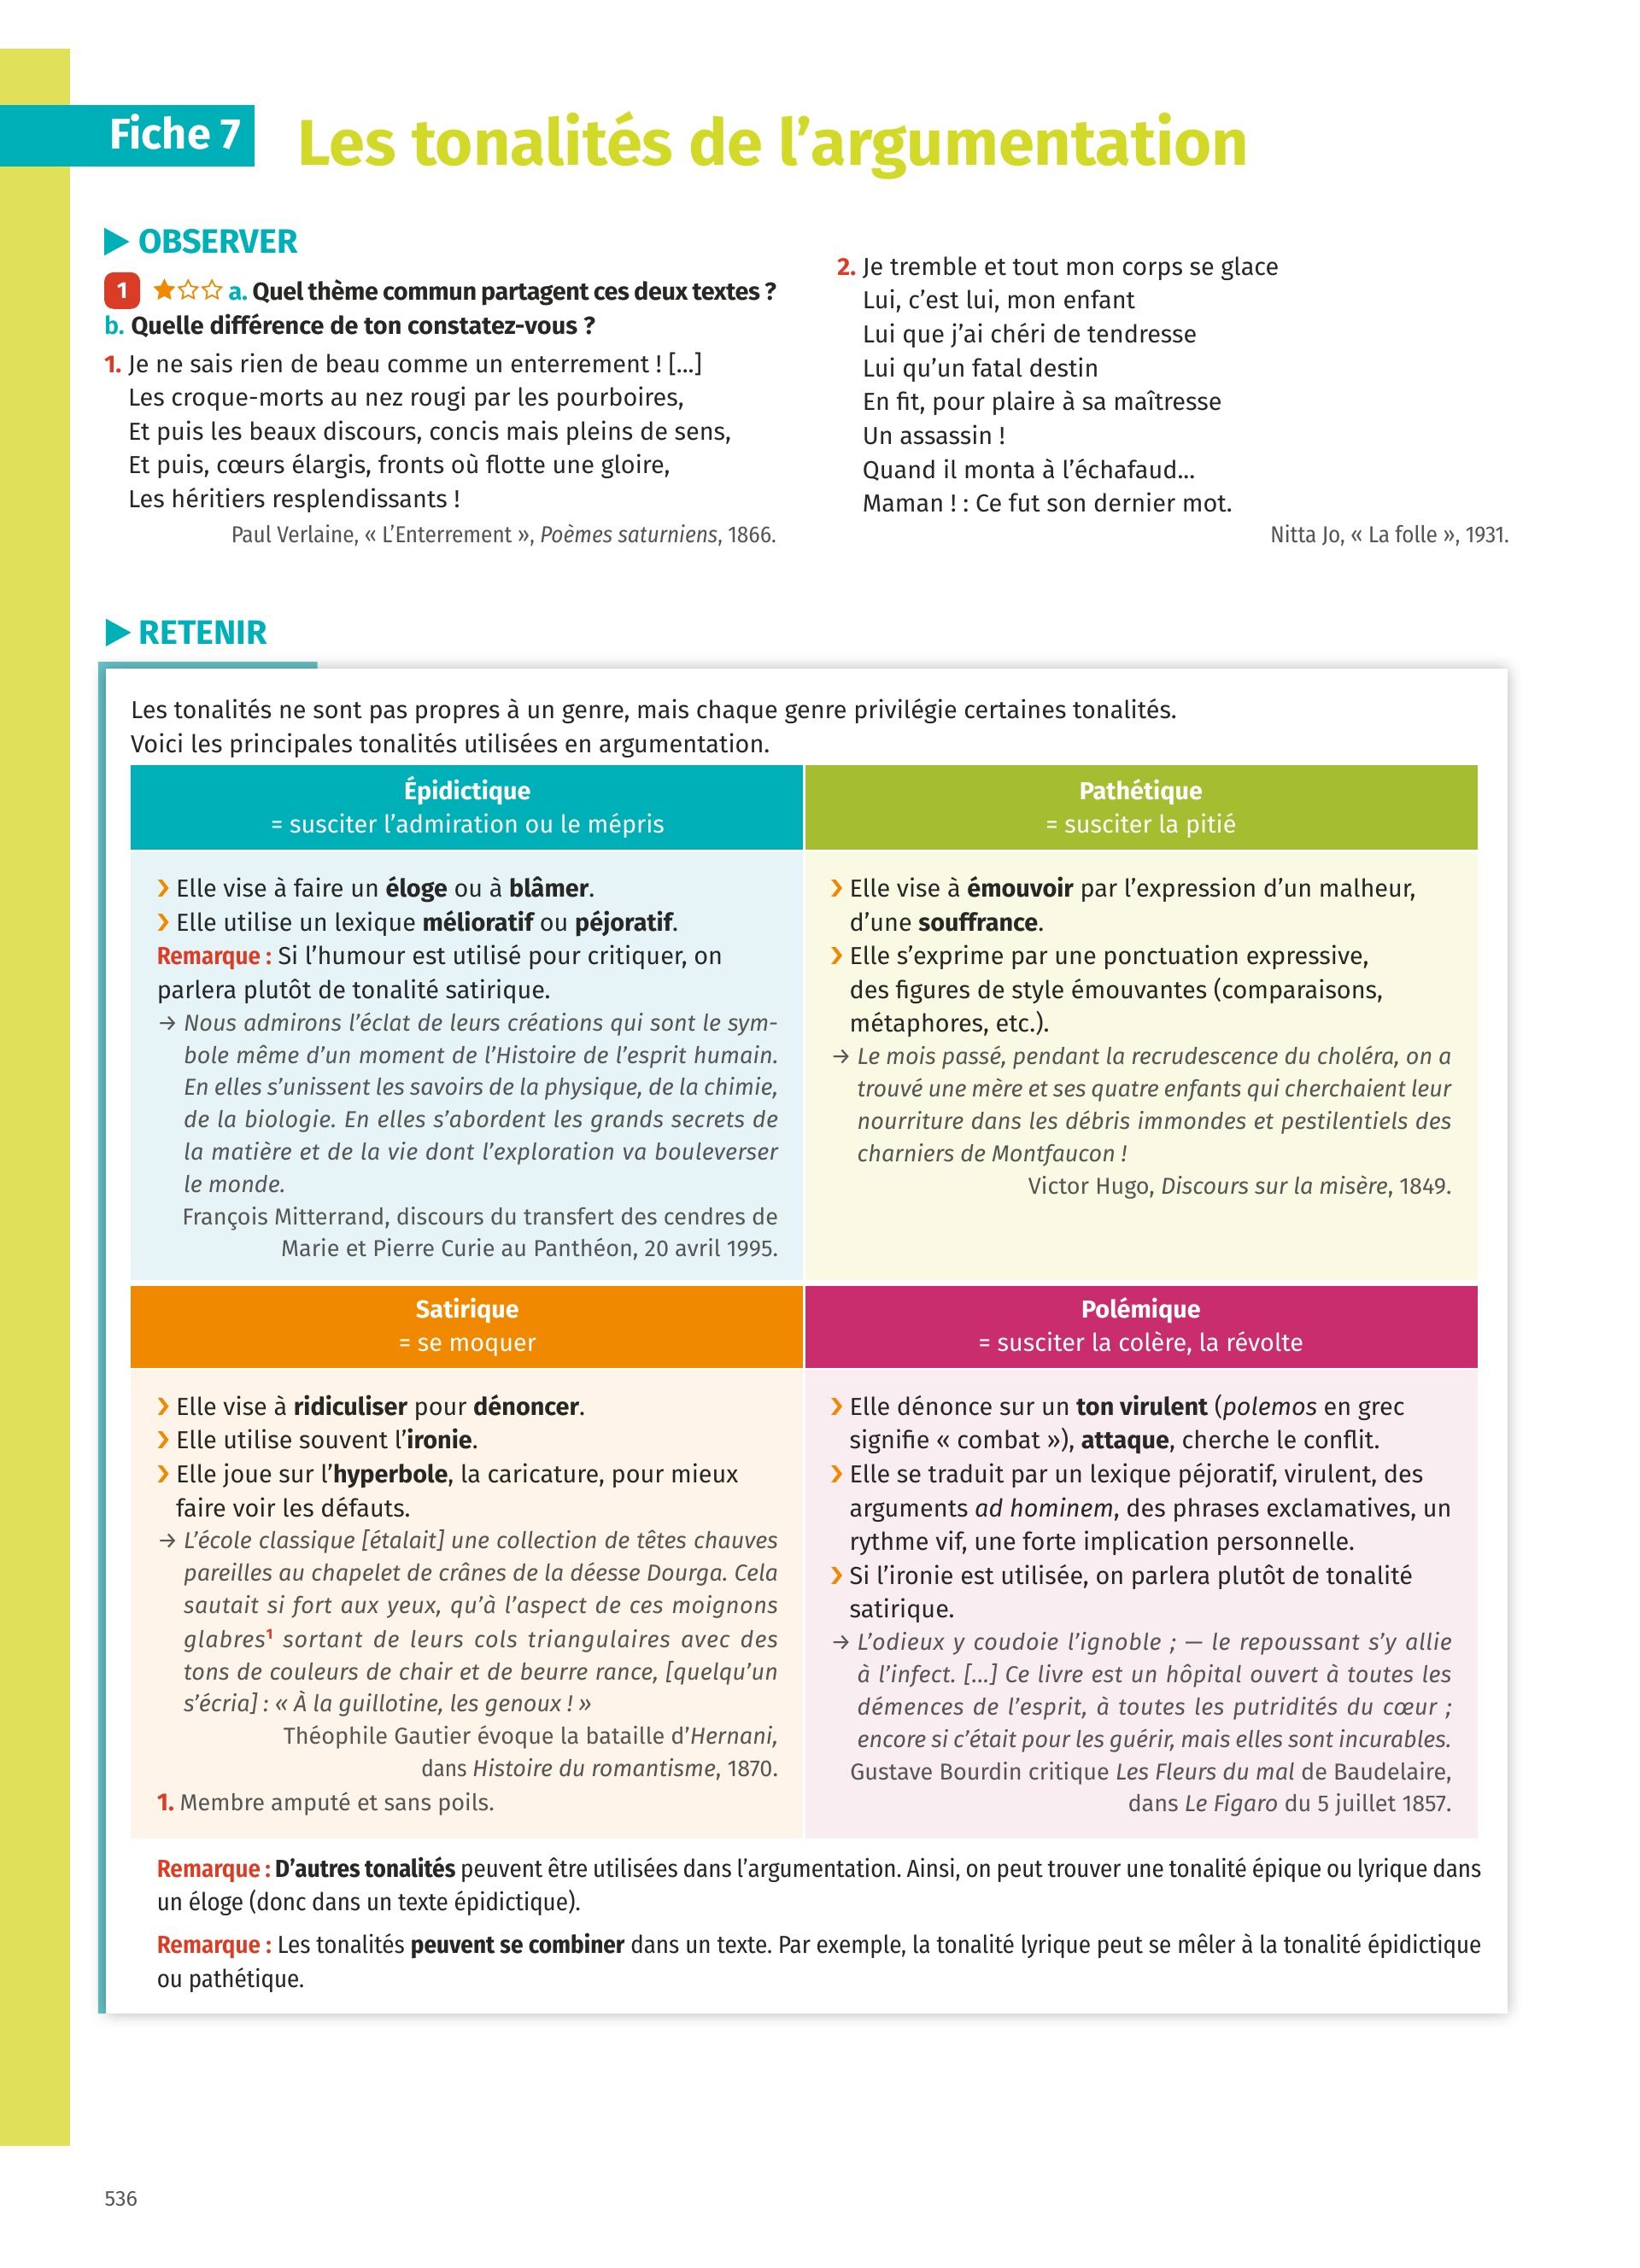 Fiche 7
Les tonalités de l’argumentation
▶ OBSERVER
1 ★☆☆ a. Quel thème commun partagent ces deux textes ?
b. Quelle différence de ton constatez-vous ?
1. Je ne sais rien de beau comme un enterrement ! [...]
Les croque-morts au nez rougi par les pourboires,
Et puis les beaux discours, concis mais pleins de sens,
Et puis, cœurs élargis, fronts où flotte une gloire,
Les héritiers resplendissants !
Paul Verlaine, « L’Enterrement », Poèmes saturniens, 1866.
2. Je tremble et tout mon corps se glace
Lui, c’est lui, mon enfant
Lui que j’ai chéri de tendresse
Lui qu’un fatal destin
En fit, pour plaire à sa maîtresse
Un assassin !
Quand il monta à l’échafaud...
Maman ! : Ce fut son dernier mot.
Nitta Jo, « La folle », 1931.
▶ RETENIR
Les tonalités ne sont pas propres à un genre, mais chaque genre privilégie certaines tonalités.
Voici les principales tonalités utilisées en argumentation.
Épidictique
= susciter l’admiration ou le mépris
❯ Elle vise à faire un éloge ou à blâmer.
❯ Elle utilise un lexique mélioratif ou péjoratif.
Remarque : Si l’humour est utilisé pour critiquer, on
parlera plutôt de tonalité satirique.
→ Nous admirons l’éclat de leurs créations qui sont le sym-
bole même d’un moment de l’Histoire de l’esprit humain.
En elles s’unissent les savoirs de la physique, de la chimie,
de la biologie. En elles s’abordent les grands secrets de
la matière et de la vie dont l’exploration va bouleverser
le monde.
François Mitterrand, discours du transfert des cendres de
Marie et Pierre Curie au Panthéon, 20 avril 1995.
Pathétique
= susciter la pitié
❯ Elle vise à émouvoir par l’expression d’un malheur,
d’une souffrance.
❯ Elle s’exprime par une ponctuation expressive,
des figures de style émouvantes (comparaisons,
métaphores, etc.).
→ Le mois passé, pendant la recrudescence du choléra, on a
trouvé une mère et ses quatre enfants qui cherchaient leur
nourriture dans les débris immondes et pestilentiels des
charniers de Montfaucon !
Victor Hugo, Discours sur la misère, 1849.
Satirique
= se moquer
❯ Elle vise à ridiculiser pour dénoncer.
❯ Elle utilise souvent l’ironie.
❯ Elle joue sur l’hyperbole, la caricature, pour mieux
faire voir les défauts.
→ L’école classique [étalait] une collection de têtes chauves
pareilles au chapelet de crânes de la déesse Dourga. Cela
sautait si fort aux yeux, qu’à l’aspect de ces moignons
glabres¹ sortant de leurs cols triangulaires avec des
tons de couleurs de chair et de beurre rance, [quelqu’un
s’écria] : « À la guillotine, les genoux ! »
Théophile Gautier évoque la bataille d’Hernani,
dans Histoire du romantisme, 1870.
1. Membre amputé et sans poils.
Polémique
= susciter la colère, la révolte
❯ Elle dénonce sur un ton virulent (polemos en grec
signifie « combat »), attaque, cherche le conflit.
❯ Elle se traduit par un lexique péjoratif, virulent, des
arguments ad hominem, des phrases exclamatives, un
rythme vif, une forte implication personnelle.
❯ Si l’ironie est utilisée, on parlera plutôt de tonalité
satirique.
→ L’odieux y coudoie l’ignoble ; — le repoussant s’y allie
à l’infect. [...] Ce livre est un hôpital ouvert à toutes les
démences de l’esprit, à toutes les putridités du cœur ;
encore si c’était pour les guérir, mais elles sont incurables.
Gustave Bourdin critique Les Fleurs du mal de Baudelaire,
dans Le Figaro du 5 juillet 1857.
Remarque : D’autres tonalités peuvent être utilisées dans l’argumentation. Ainsi, on peut trouver une tonalité épique ou lyrique dans
un éloge (donc dans un texte épidictique).
Remarque : Les tonalités peuvent se combiner dans un texte. Par exemple, la tonalité lyrique peut se mêler à la tonalité épidictique
ou pathétique.
536